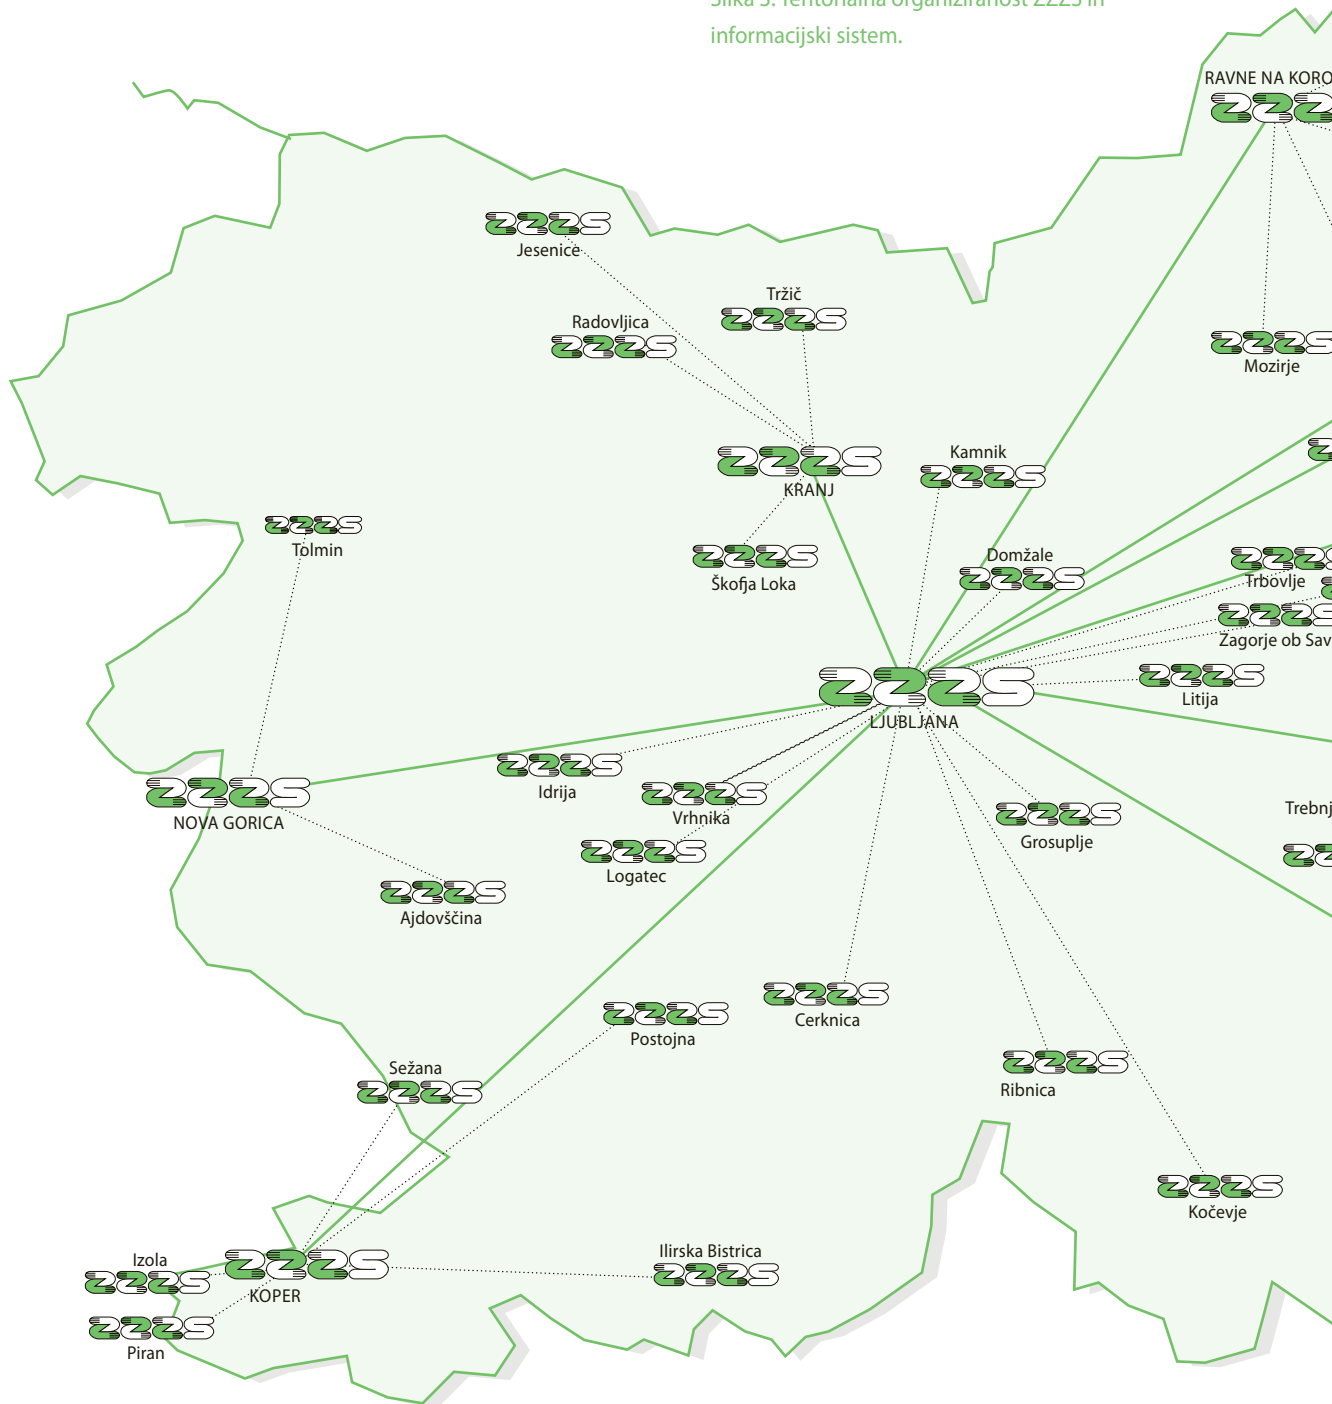 informacijski sistem.
RAVNE NA KORO
ZZZS
Jesenice
Tržič
Radovljica
Mozirje
Kamnik
KRANJ
Tolmin
Škofja Loka
Domžale
Trbovlje
Zagorje ob Sav
Litija
LJUBLJANA
Idrija
Vrhnika
NOVA GORICA
Trebnj
Grosuplje
Logatec
Ajdovščina
Cerknica
Postojna
Sežana
Ribnica
Kočevje
Izola
Ilirska Bistrica
KOPER
Piran